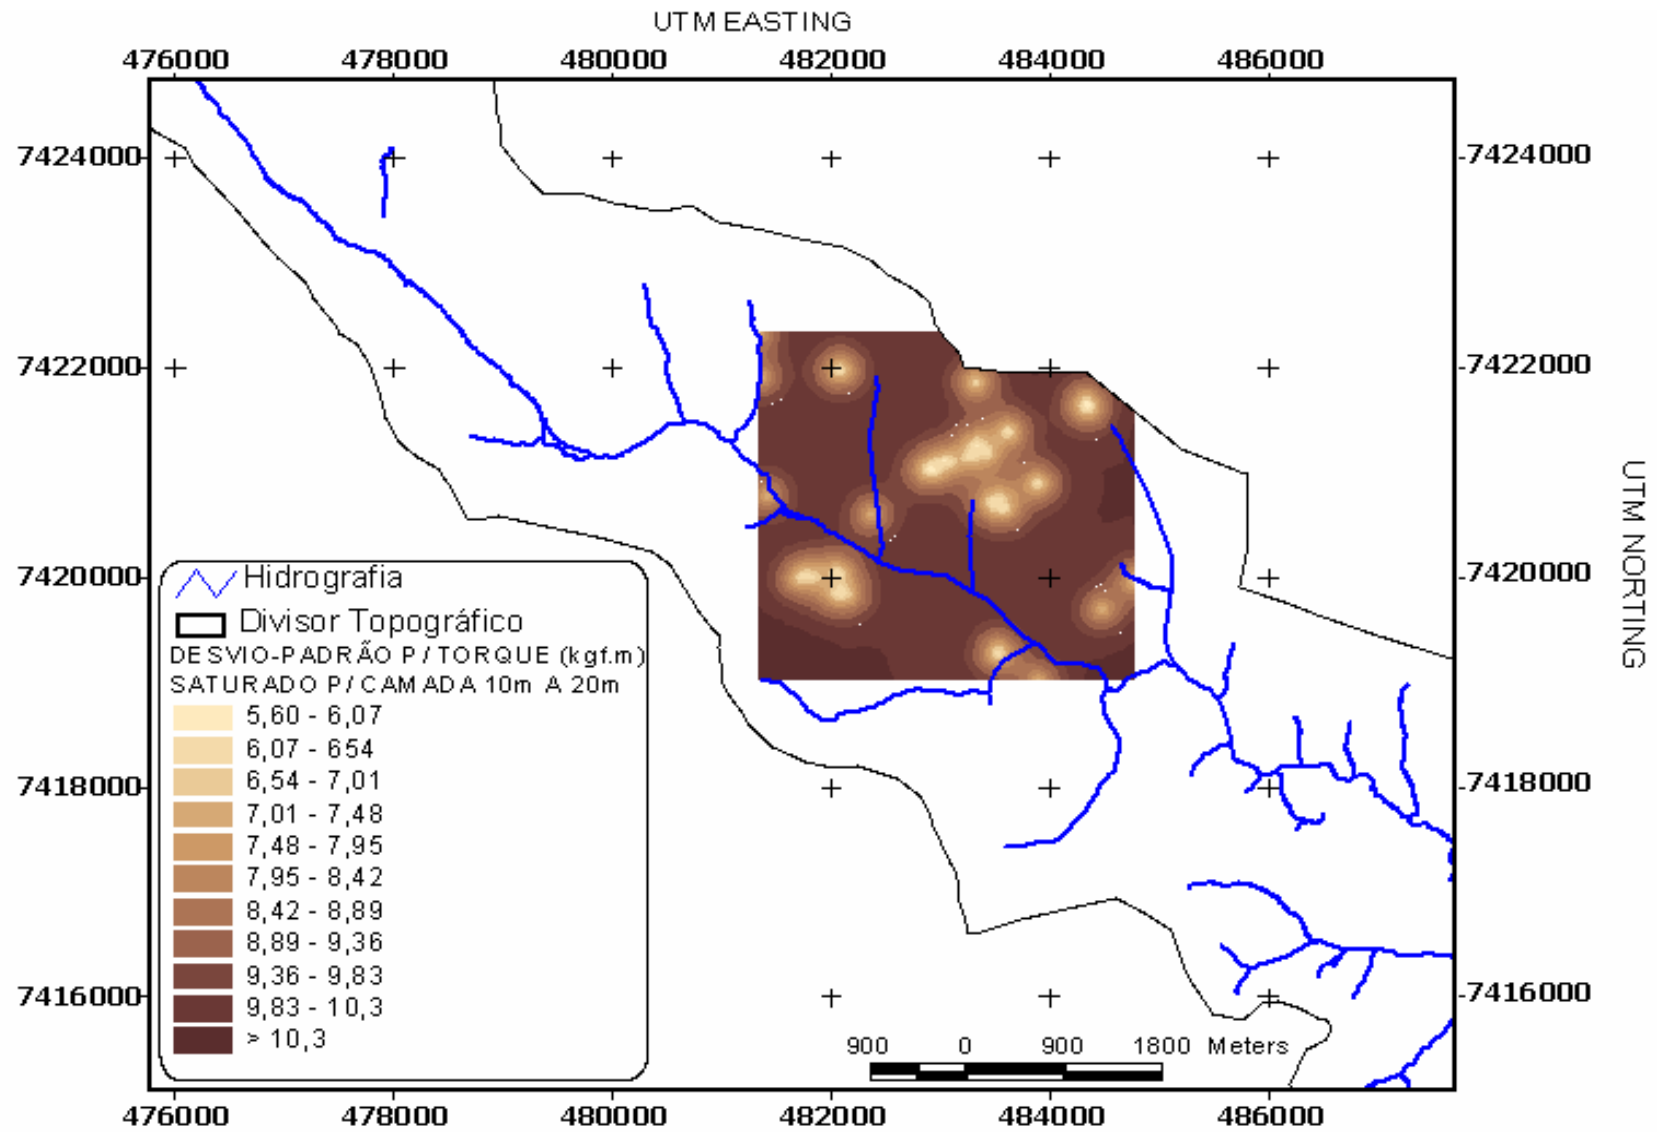 UTM EASTING
476000 478000 480000 482000 484000 486000
7424000 7424000
7422000 7422000
7420000 7420000
7418000 7418000
7416000 7416000
UTM NORTING
Hidrografia
Divisor Topográfico
DESVIO-PADRÃO P/TORQUE (kgf.m)
SATURADO P/CAMADA 10m A 20m
5,60 - 6,07
6,07 - 654
6,54 - 7,01
7,01 - 7,48
7,48 - 7,95
7,95 - 8,42
8,42 - 8,89
8,89 - 9,36
9,36 - 9,83
9,83 - 10,3
> 10,3
900 0 900 1800 Meters
476000 478000 480000 482000 484000 486000